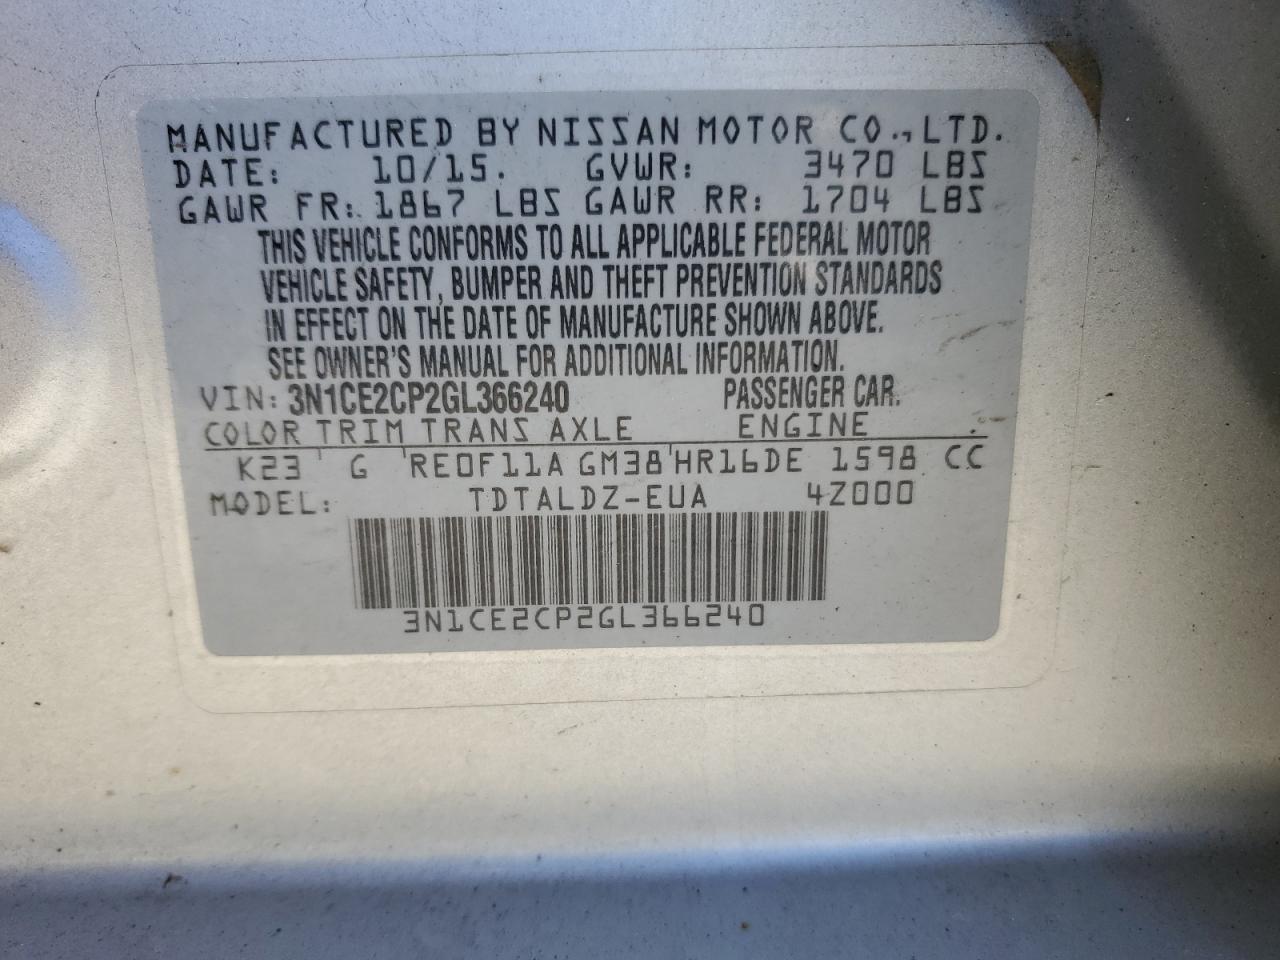 MANUFACTURED BY NISSAN MOTOR CO., LTD.
DATE: 10/15. GVWR: 3470 LBS
GAWR FR: 1867 LBS GAWR RR: 1704 LBS
THIS VEHICLE CONFORMS TO ALL APPLICABLE FEDERAL MOTOR
VEHICLE SAFETY, BUMPER AND THEFT PREVENTION STANDARDS
IN EFFECT ON THE DATE OF MANUFACTURE SHOWN ABOVE.
SEE OWNER'S MANUAL FOR ADDITIONAL INFORMATION.
VIN: 3N1CE2CP2GL366240 PASSENGER CAR.
COLOR TRIM TRANS AXLE ENGINE
K23 G RE0F11A GM38 HR16DE 1598 CC
MODEL: TDTALDZ-EUA 4Z000
3N1CE2CP2GL366240